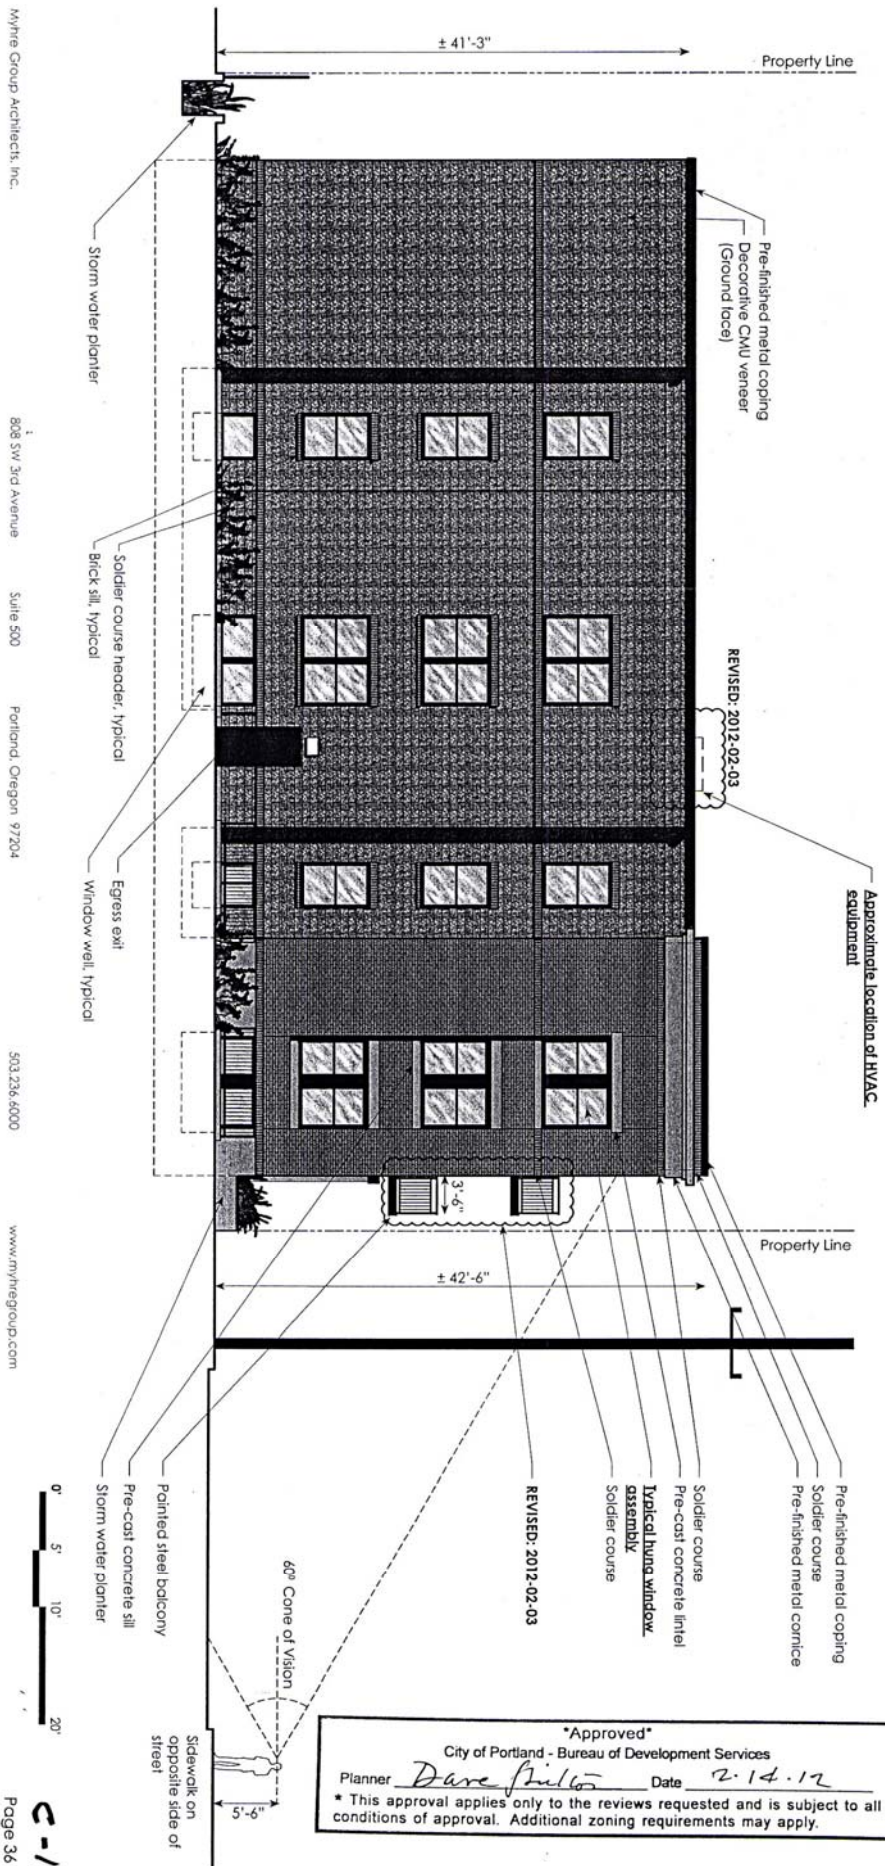 Property Line
± 41'-3"
Pre-finished metal coping
Decorative CMU veneer
(Ground face)
REVISED: 2012-02-03
Approximate location of HVAC
equipment
Storm water planter
Soldier course header, typical
Brick sill, typical
Egress exit
Window well, typical
3'-6"
Property Line
± 42'-6"
Pre-finished metal coping
Soldier course
Pre-finished metal cornice
Soldier course
Pre-cast concrete lintel
Typical hung window
assembly
Soldier course
REVISED: 2012-02-03
Painted steel balcony
Pre-cast concrete sill
Storm water planter
60° Cone of Vision
Sidewalk on
opposite side of
street
5'-6"
0' 5' 10' 20'
*Approved*
City of Portland - Bureau of Development Services
Planner Dave Date 2.14.12
* This approval applies only to the reviews requested and is subject to all
conditions of approval. Additional zoning requirements may apply.
Myhre Group Architects, Inc. 808 SW 3rd Avenue Suite 500 Portland, Oregon 97204 503.236.6000 www.myhregroup.com
C-1
Page 36